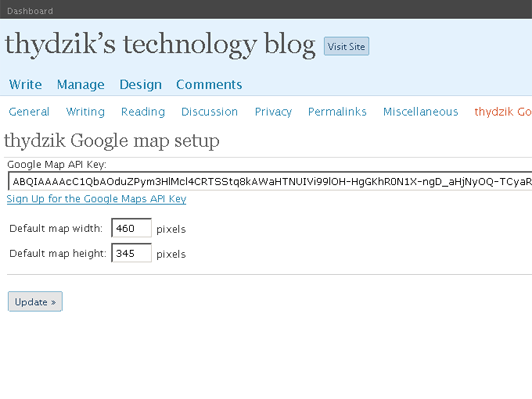 Dashboard
thydzik's technology blog Visit Site
Write Manage Design Comments
General Writing Reading Discussion Privacy Permalinks Miscellaneous thydzik Go
thydzik Google map setup
Google Map API Key:
ABQIAAAAcC1QbAOduZPym3HlMcl4CRTSStq8kAWaHTNUIVi99lOH-HgGKhR0N1X-ngD_aHjNyOQ-TCyaR
Sign Up for the Google Maps API Key
Default map width: 460 pixels
Default map height: 345 pixels
Update »